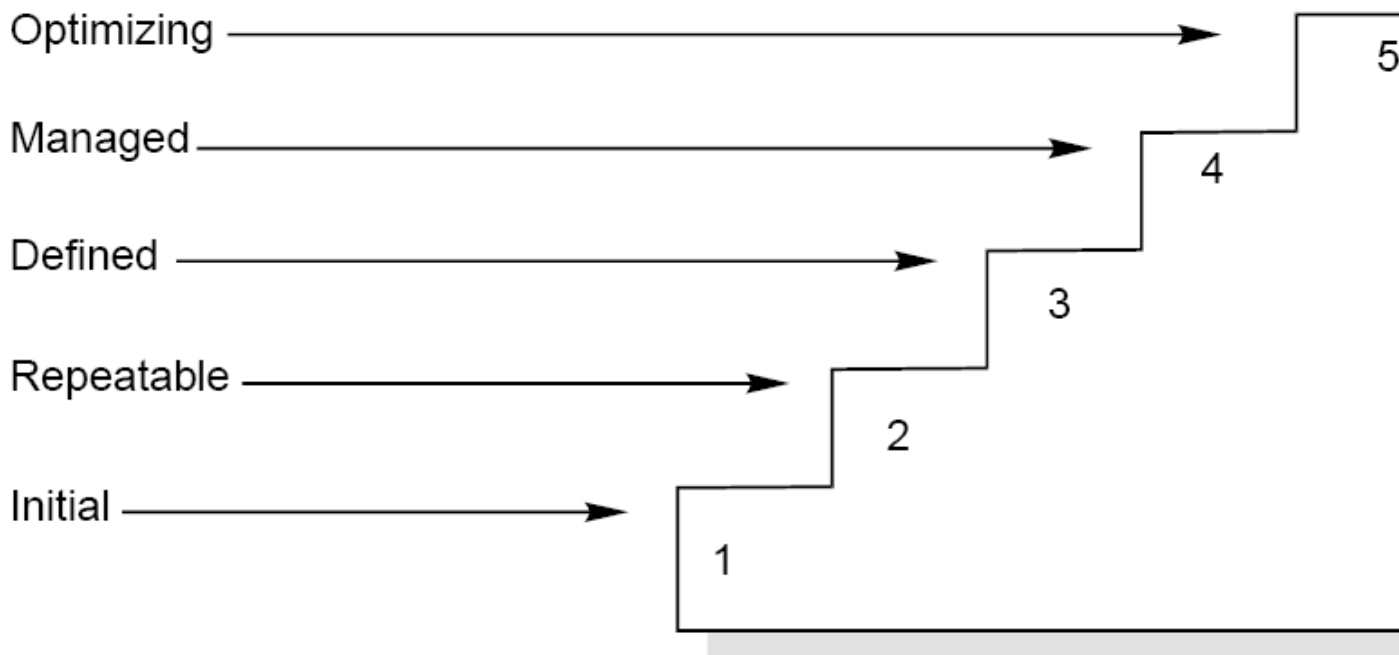 Optimizing
5
Managed
4
Defined
3
Repeatable
2
Initial
1